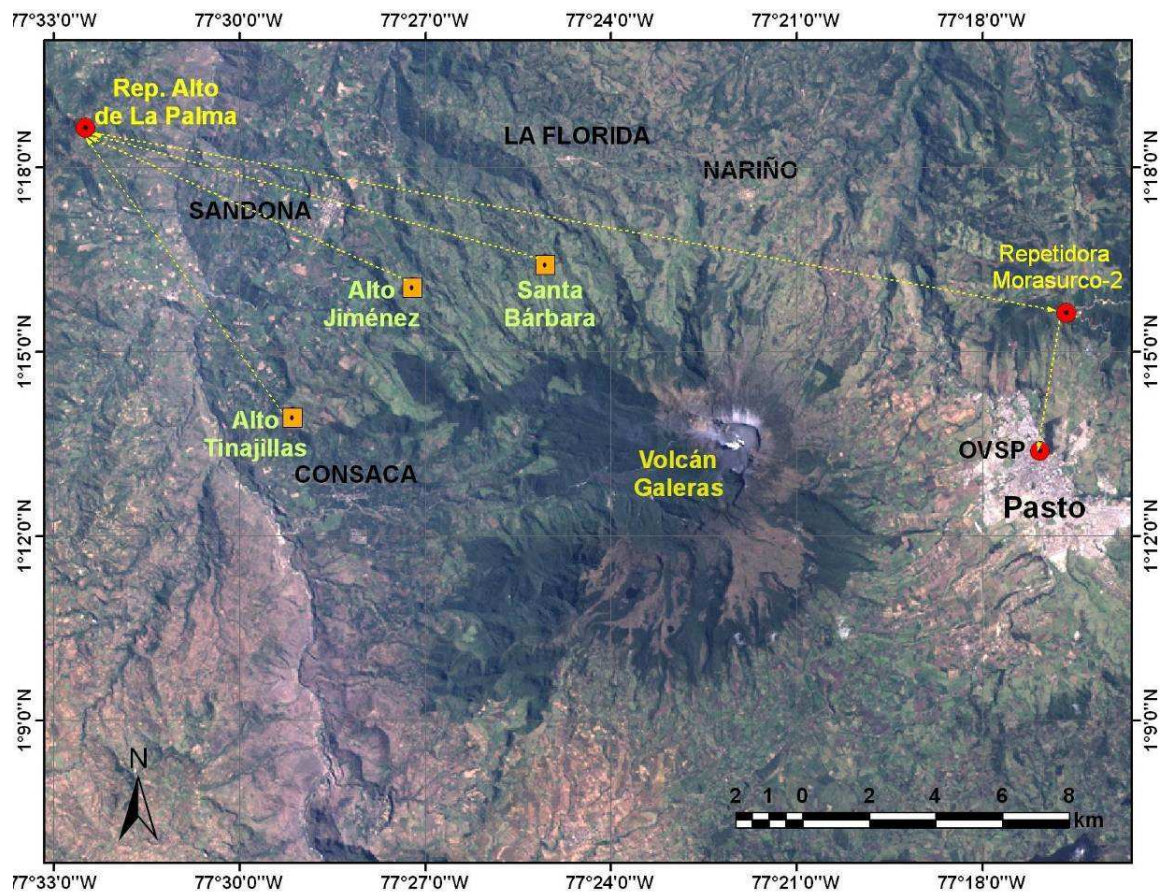 77°33'0"W 77°30'0"W 77°27'0"W 77°24'0"W 77°21'0"W 77°18'0"W
Rep. Alto
de La Palma
LA FLORIDA
1°18'0"N
1°18'0"N
NARIÑO
SANDONA
Repetidora
Morasurco-2
Alto
Jiménez
Santa
Bárbara
1°15'0"N
1°15'0"N
Alto
Tinajillas
CONSACA
Volcán
Galeras
OVSP
Pasto
1°12'0"N
1°12'0"N
1°9'0"N
1°9'0"N
N
2 1 0 2 4 6 8
km
77°33'0"W 77°30'0"W 77°27'0"W 77°24'0"W 77°21'0"W 77°18'0"W